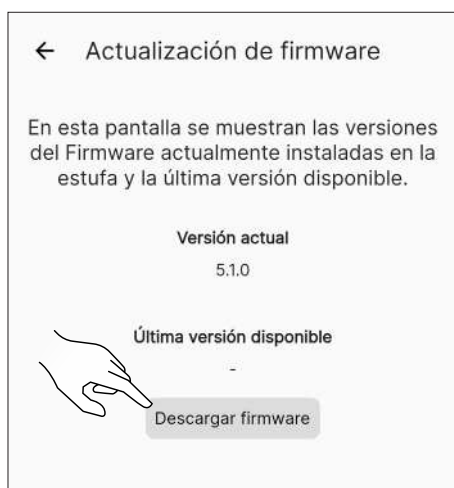 ← Actualización de firmware
En esta pantalla se muestran las versiones
del Firmware actualmente instaladas en la
estufa y la última versión disponible.
Versión actual
5.1.0
Última versión disponible
-
Descargar firmware